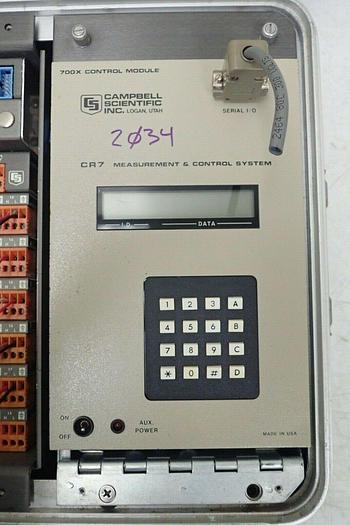 700X CONTROL MODULE
CAMPBELL
SCIENTIFIC
INC. LOGAN, UTAH
SERIAL I/O
2034
CR7 MEASUREMENT & CONTROL SYSTEM
I.D. DATA
1 2 3 A
4 5 6 B
7 8 9 C
* 0 # D
ON
OFF
AUX.
POWER
MADE IN USA